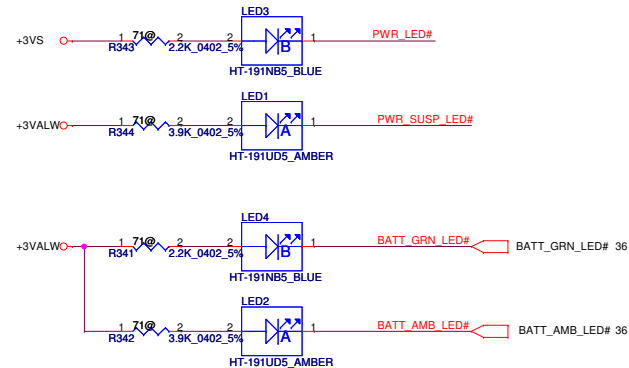 LED3
+3VS 1 71@ 2 2 B 1 PWR_LED#
R343 2.2K_0402_5%
HT-191NB5_BLUE
LED1
+3VALW 1 71@ 2 2 A 1 PWR_SUSP_LED#
R344 3.9K_0402_5%
HT-191UD5_AMBER
LED4
+3VALW 1 71@ 2 2 B 1 BATT_GRN_LED# BATT_GRN_LED# 36
R341 2.2K_0402_5%
HT-191NB5_BLUE
LED2
1 71@ 2 2 A 1 BATT_AMB_LED# BATT_AMB_LED# 36
R342 3.9K_0402_5%
HT-191UD5_AMBER